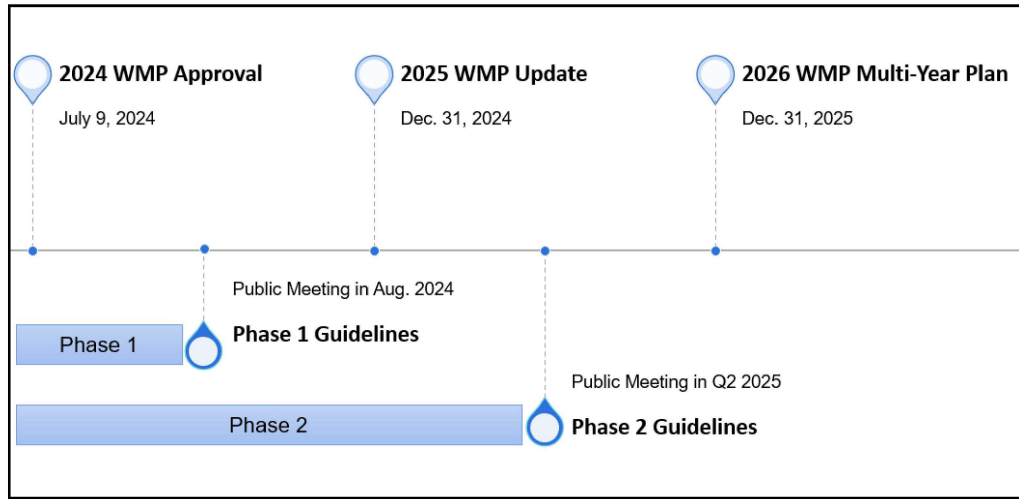 2024 WMP Approval
July 9, 2024
2025 WMP Update
Dec. 31, 2024
2026 WMP Multi-Year Plan
Dec. 31, 2025
Public Meeting in Aug. 2024
Phase 1 Guidelines
Phase 1
Public Meeting in Q2 2025
Phase 2 Guidelines
Phase 2